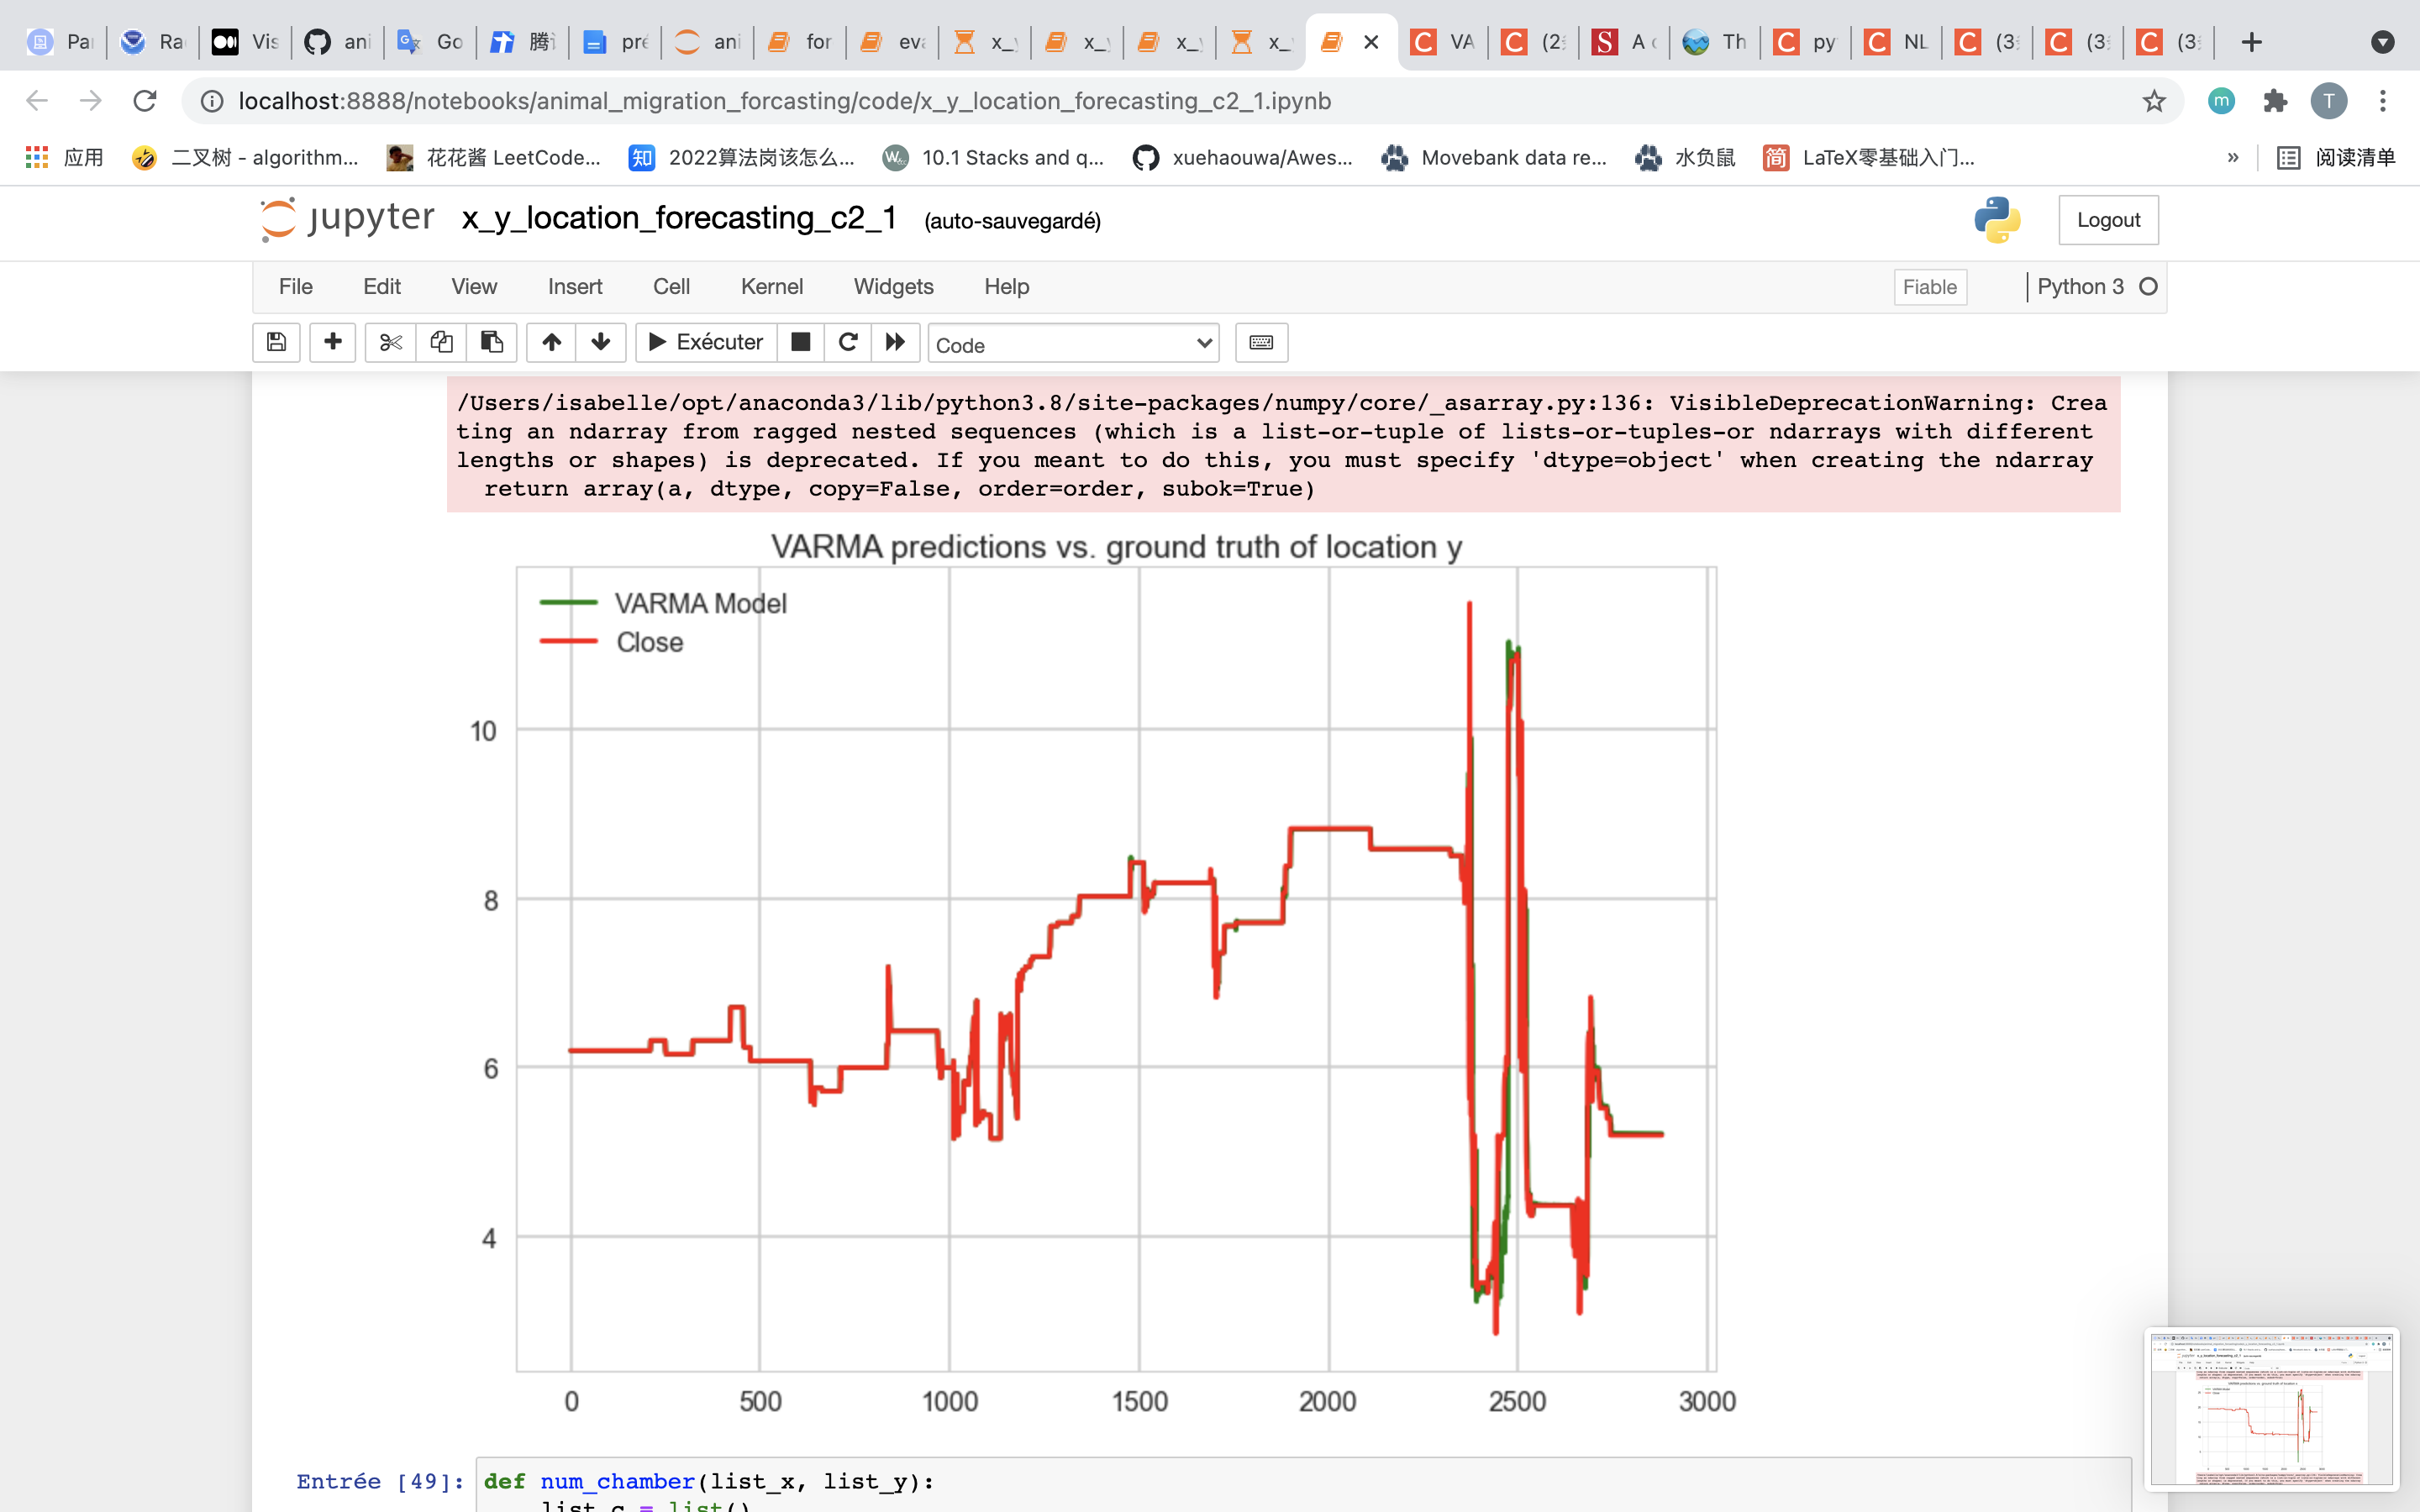 Pa Ra Vis ani Go 腾 pré ani for eva x_y x_y x_y x_y VA (2 A Th py NL (3 (3 (3
localhost:8888/notebooks/animal_migration_forcasting/code/x_y_location_forecasting_c2_1.ipynb m T
应用 二叉树 - algorithm... 花花酱 LeetCode... 知 2022算法岗该怎么... 10.1 Stacks and q... xuehaouwa/Awes... Movebank data re... 水负鼠 简 LaTeX零基础入门... » 阅读清单
jupyter x_y_location_forecasting_c2_1 (auto-sauvegardé) Logout
File Edit View Insert Cell Kernel Widgets Help Fiable Python 3
Exécuter Code
/Users/isabelle/opt/anaconda3/lib/python3.8/site-packages/numpy/core/_asarray.py:136: VisibleDeprecationWarning: Crea
ting an ndarray from ragged nested sequences (which is a list-or-tuple of lists-or-tuples-or ndarrays with different
lengths or shapes) is deprecated. If you meant to do this, you must specify 'dtype=object' when creating the ndarray
return array(a, dtype, copy=False, order=order, subok=True)
VARMA predictions vs. ground truth of location y
VARMA Model
Close
10
8
6
4
0 500 1000 1500 2000 2500 3000
Entrée [49]: def num_chamber(list_x, list_y):
list_c = list()